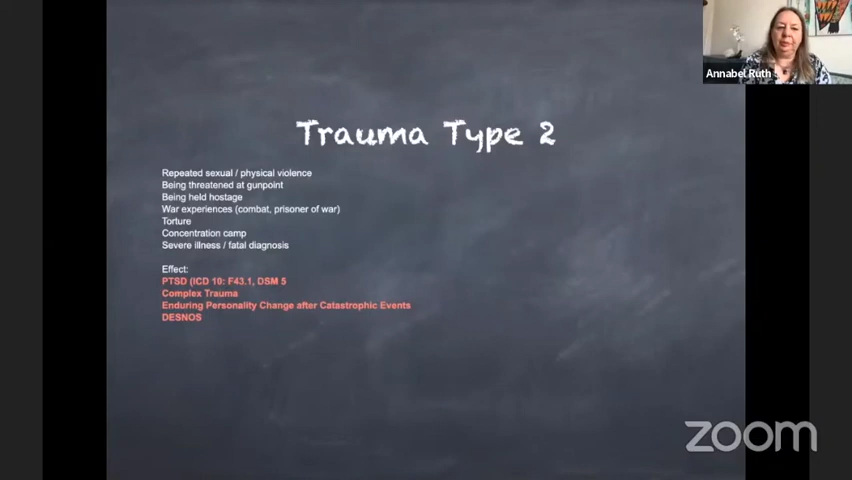 Annabel Ruth
Trauma Type 2
Repeated sexual / physical violence
Being threatened at gunpoint
Being held hostage
War experiences (combat, prisoner of war)
Torture
Concentration camp
Severe illness / fatal diagnosis
Effect:
PTSD (ICD 10: F43.1, DSM 5
Complex Trauma
Enduring Personality Change after Catastrophic Events
DESNOS
zoom